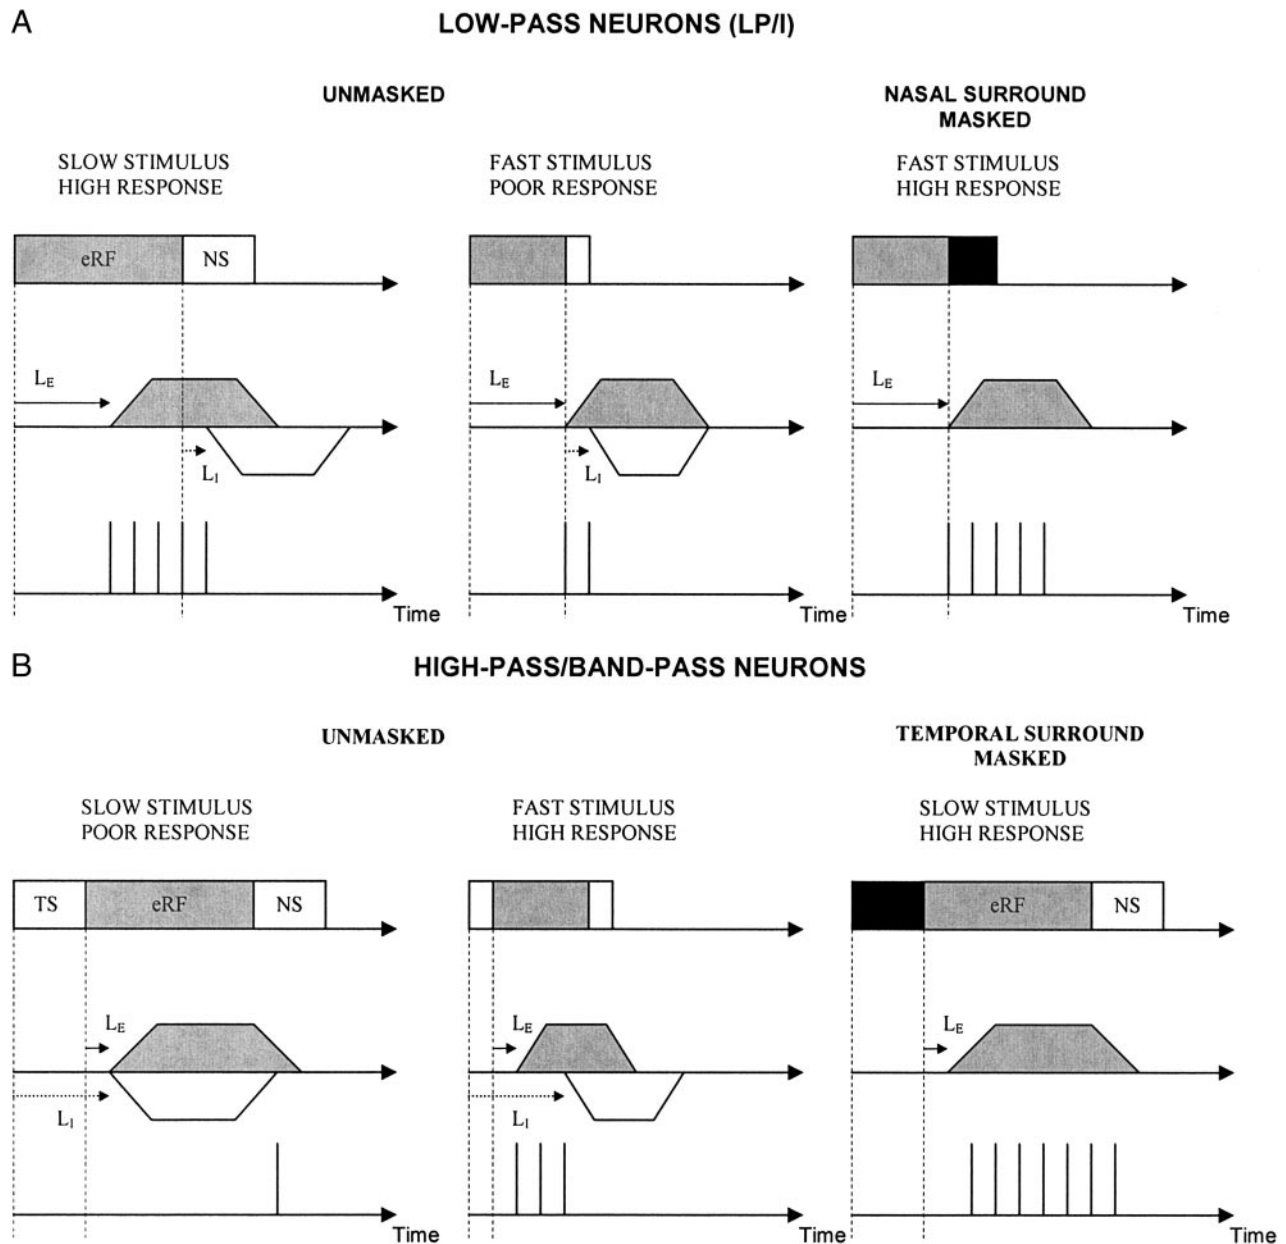 A
LOW-PASS NEURONS (LP/I)
UNMASKED
NASAL SURROUND
MASKED
SLOW STIMULUS
HIGH RESPONSE
FAST STIMULUS
POOR RESPONSE
FAST STIMULUS
HIGH RESPONSE
eRF
NS
LE
LI
LE
LI
LE
Time
Time
Time
B
HIGH-PASS/BAND-PASS NEURONS
UNMASKED
TEMPORAL SURROUND
MASKED
SLOW STIMULUS
POOR RESPONSE
FAST STIMULUS
HIGH RESPONSE
SLOW STIMULUS
HIGH RESPONSE
TS
eRF
NS
eRF
NS
LE
LI
LE
LI
LE
Time
Time
Time